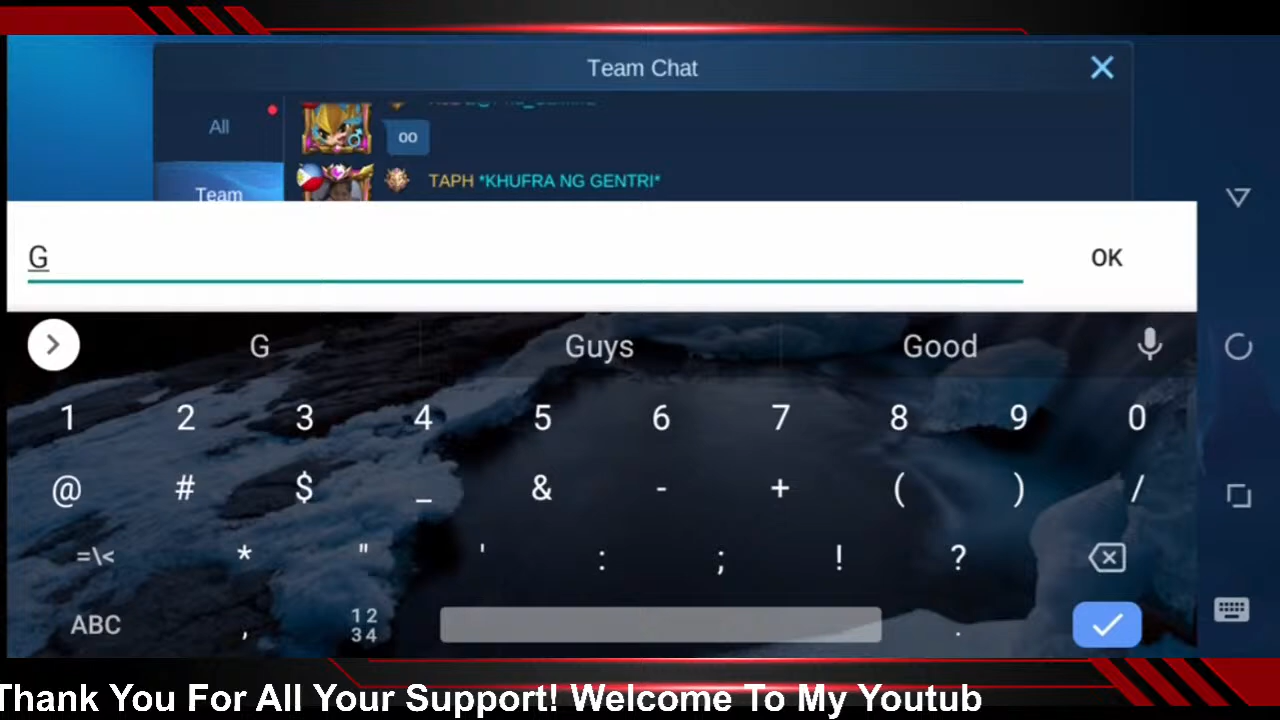 Team Chat
All
oo
TAPH *KHUFRA NG GENTRI*
Team
G
OK
G Guys Good
1 2 3 4 5 6 7 8 9 0
@ # $ _ & - + ( ) /
=\< * " ' : ; ! ?
ABC , 12 34 .
Thank You For All Your Support! Welcome To My Youtub